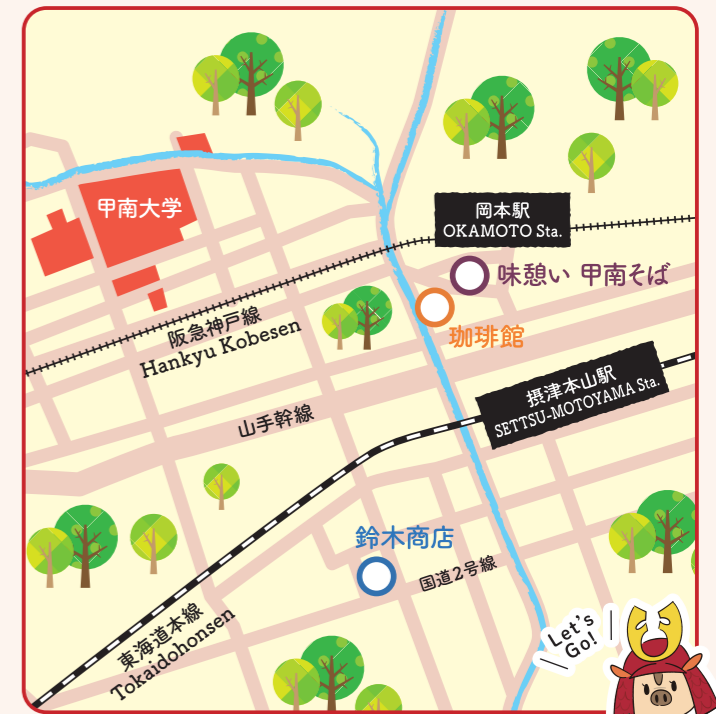 甲南大学
岡本駅
OKAMOTO Sta.
味憩い 甲南そば
珈琲館
阪急神戸線
Hankyu Kobesen
摂津本山駅
SETTSU-MOTOYAMA Sta.
山手幹線
鈴木商店
国道2号線
東海道本線
Tokaidohonsen
Let's
Go!